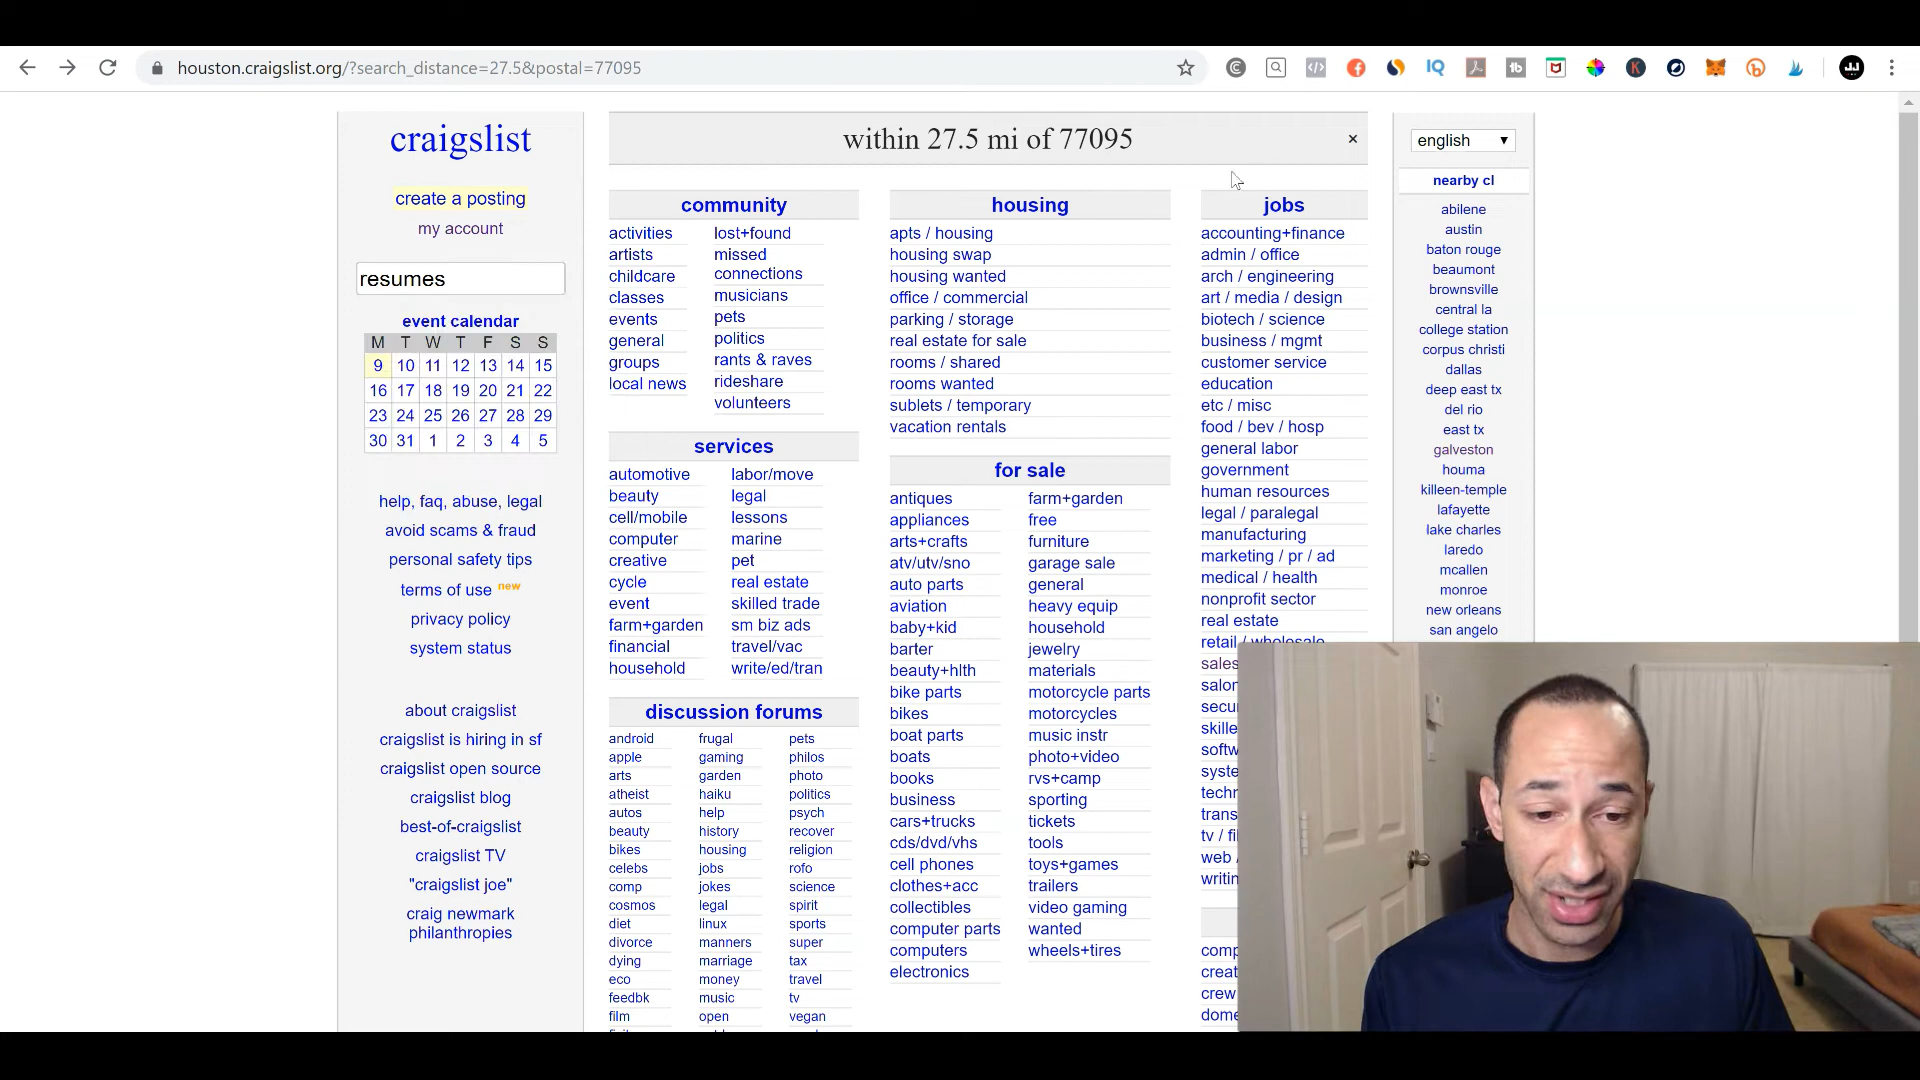 houston.craigslist.org/?search_distance=27.5&postal=77095
craigslist
create a posting
my account
resumes
event calendar
M T W T F S S
9 10 11 12 13 14 15
16 17 18 19 20 21 22
23 24 25 26 27 28 29
30 31 1 2 3 4 5
help, faq, abuse, legal
avoid scams & fraud
personal safety tips
terms of use new
privacy policy
system status
about craigslist
craigslist is hiring in sf
craigslist open source
craigslist blog
best-of-craigslist
craigslist TV
"craigslist joe"
craig newmark
philanthropies
within 27.5 mi of 77095 ×
community
activities
artists
childcare
classes
events
general
groups
local news
lost+found
missed
connections
musicians
pets
politics
rants & raves
rideshare
volunteers
services
automotive
beauty
cell/mobile
computer
creative
cycle
event
farm+garden
financial
household
labor/move
legal
lessons
marine
pet
real estate
skilled trade
sm biz ads
travel/vac
write/ed/tran
discussion forums
android
apple
arts
atheist
autos
beauty
bikes
celebs
comp
cosmos
diet
divorce
dying
eco
feedbk
film
frugal
gaming
garden
haiku
help
history
housing
jobs
jokes
legal
linux
manners
marriage
money
music
open
pets
philos
photo
politics
psych
recover
religion
rofo
science
spirit
sports
super
tax
travel
tv
vegan
housing
apts / housing
housing swap
housing wanted
office / commercial
parking / storage
real estate for sale
rooms / shared
rooms wanted
sublets / temporary
vacation rentals
for sale
antiques
appliances
arts+crafts
atv/utv/sno
auto parts
aviation
baby+kid
barter
beauty+hlth
bike parts
bikes
boat parts
boats
books
business
cars+trucks
cds/dvd/vhs
cell phones
clothes+acc
collectibles
computer parts
computers
electronics
farm+garden
free
furniture
garage sale
general
heavy equip
household
jewelry
materials
motorcycle parts
motorcycles
music instr
photo+video
rvs+camp
sporting
tickets
tools
toys+games
trailers
video gaming
wanted
wheels+tires
jobs
accounting+finance
admin / office
arch / engineering
art / media / design
biotech / science
business / mgmt
customer service
education
etc / misc
food / bev / hosp
general labor
government
human resources
legal / paralegal
manufacturing
marketing / pr / ad
medical / health
nonprofit sector
real estate
retail / wholesale
sales
salon
secu
skille
softw
syste
techn
trans
tv / fi
web
writin
comp
creat
crew
dome
english
nearby cl
abilene
austin
baton rouge
beaumont
brownsville
central la
college station
corpus christi
dallas
deep east tx
del rio
east tx
galveston
houma
killeen-temple
lafayette
lake charles
laredo
mcallen
monroe
new orleans
san angelo